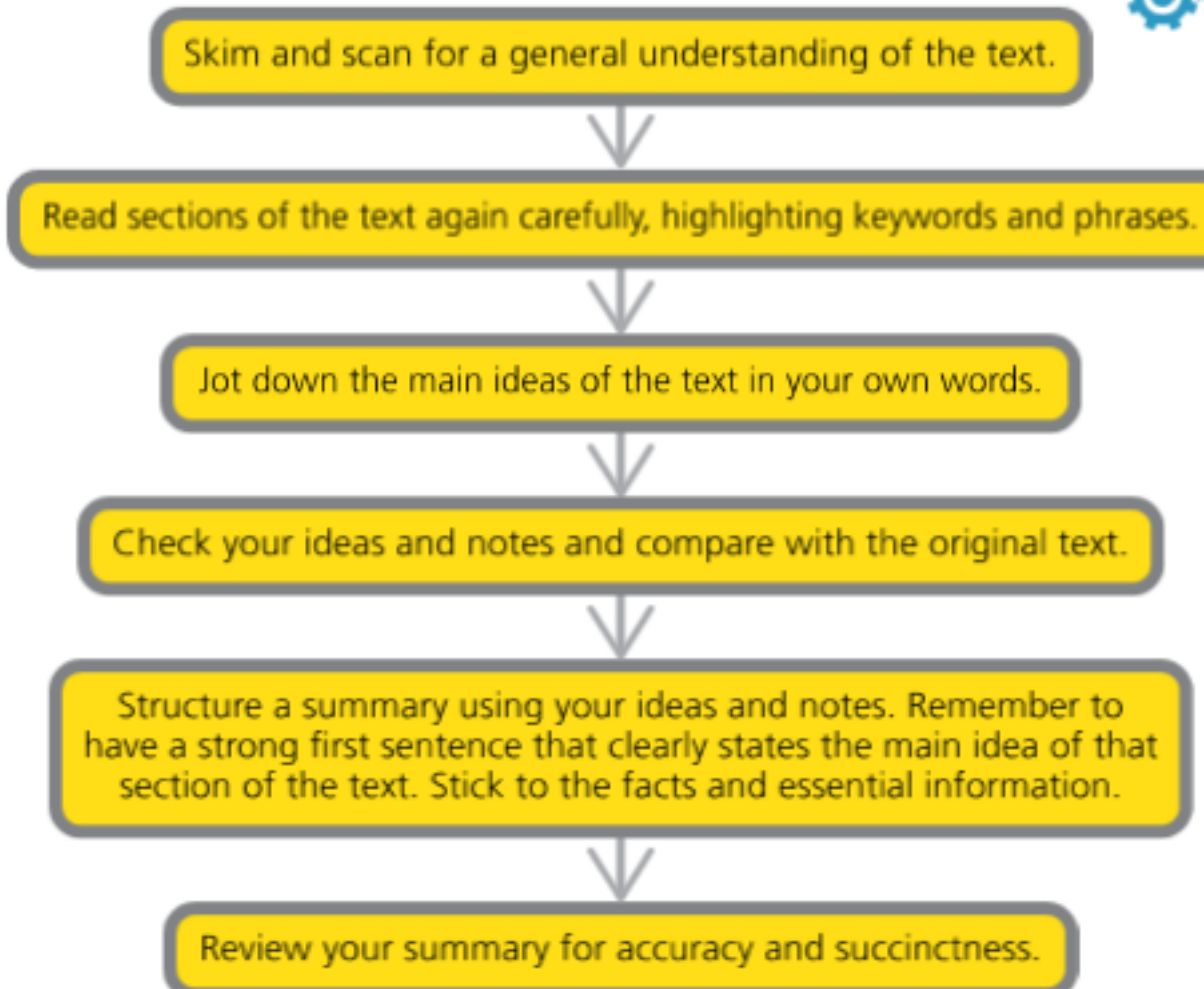 Skim and scan for a general understanding of the text.
Read sections of the text again carefully, highlighting keywords and phrases.
Jot down the main ideas of the text in your own words.
Check your ideas and notes and compare with the original text.
Structure a summary using your ideas and notes. Remember to
have a strong first sentence that clearly states the main idea of that
section of the text. Stick to the facts and essential information.
Review your summary for accuracy and succinctness.